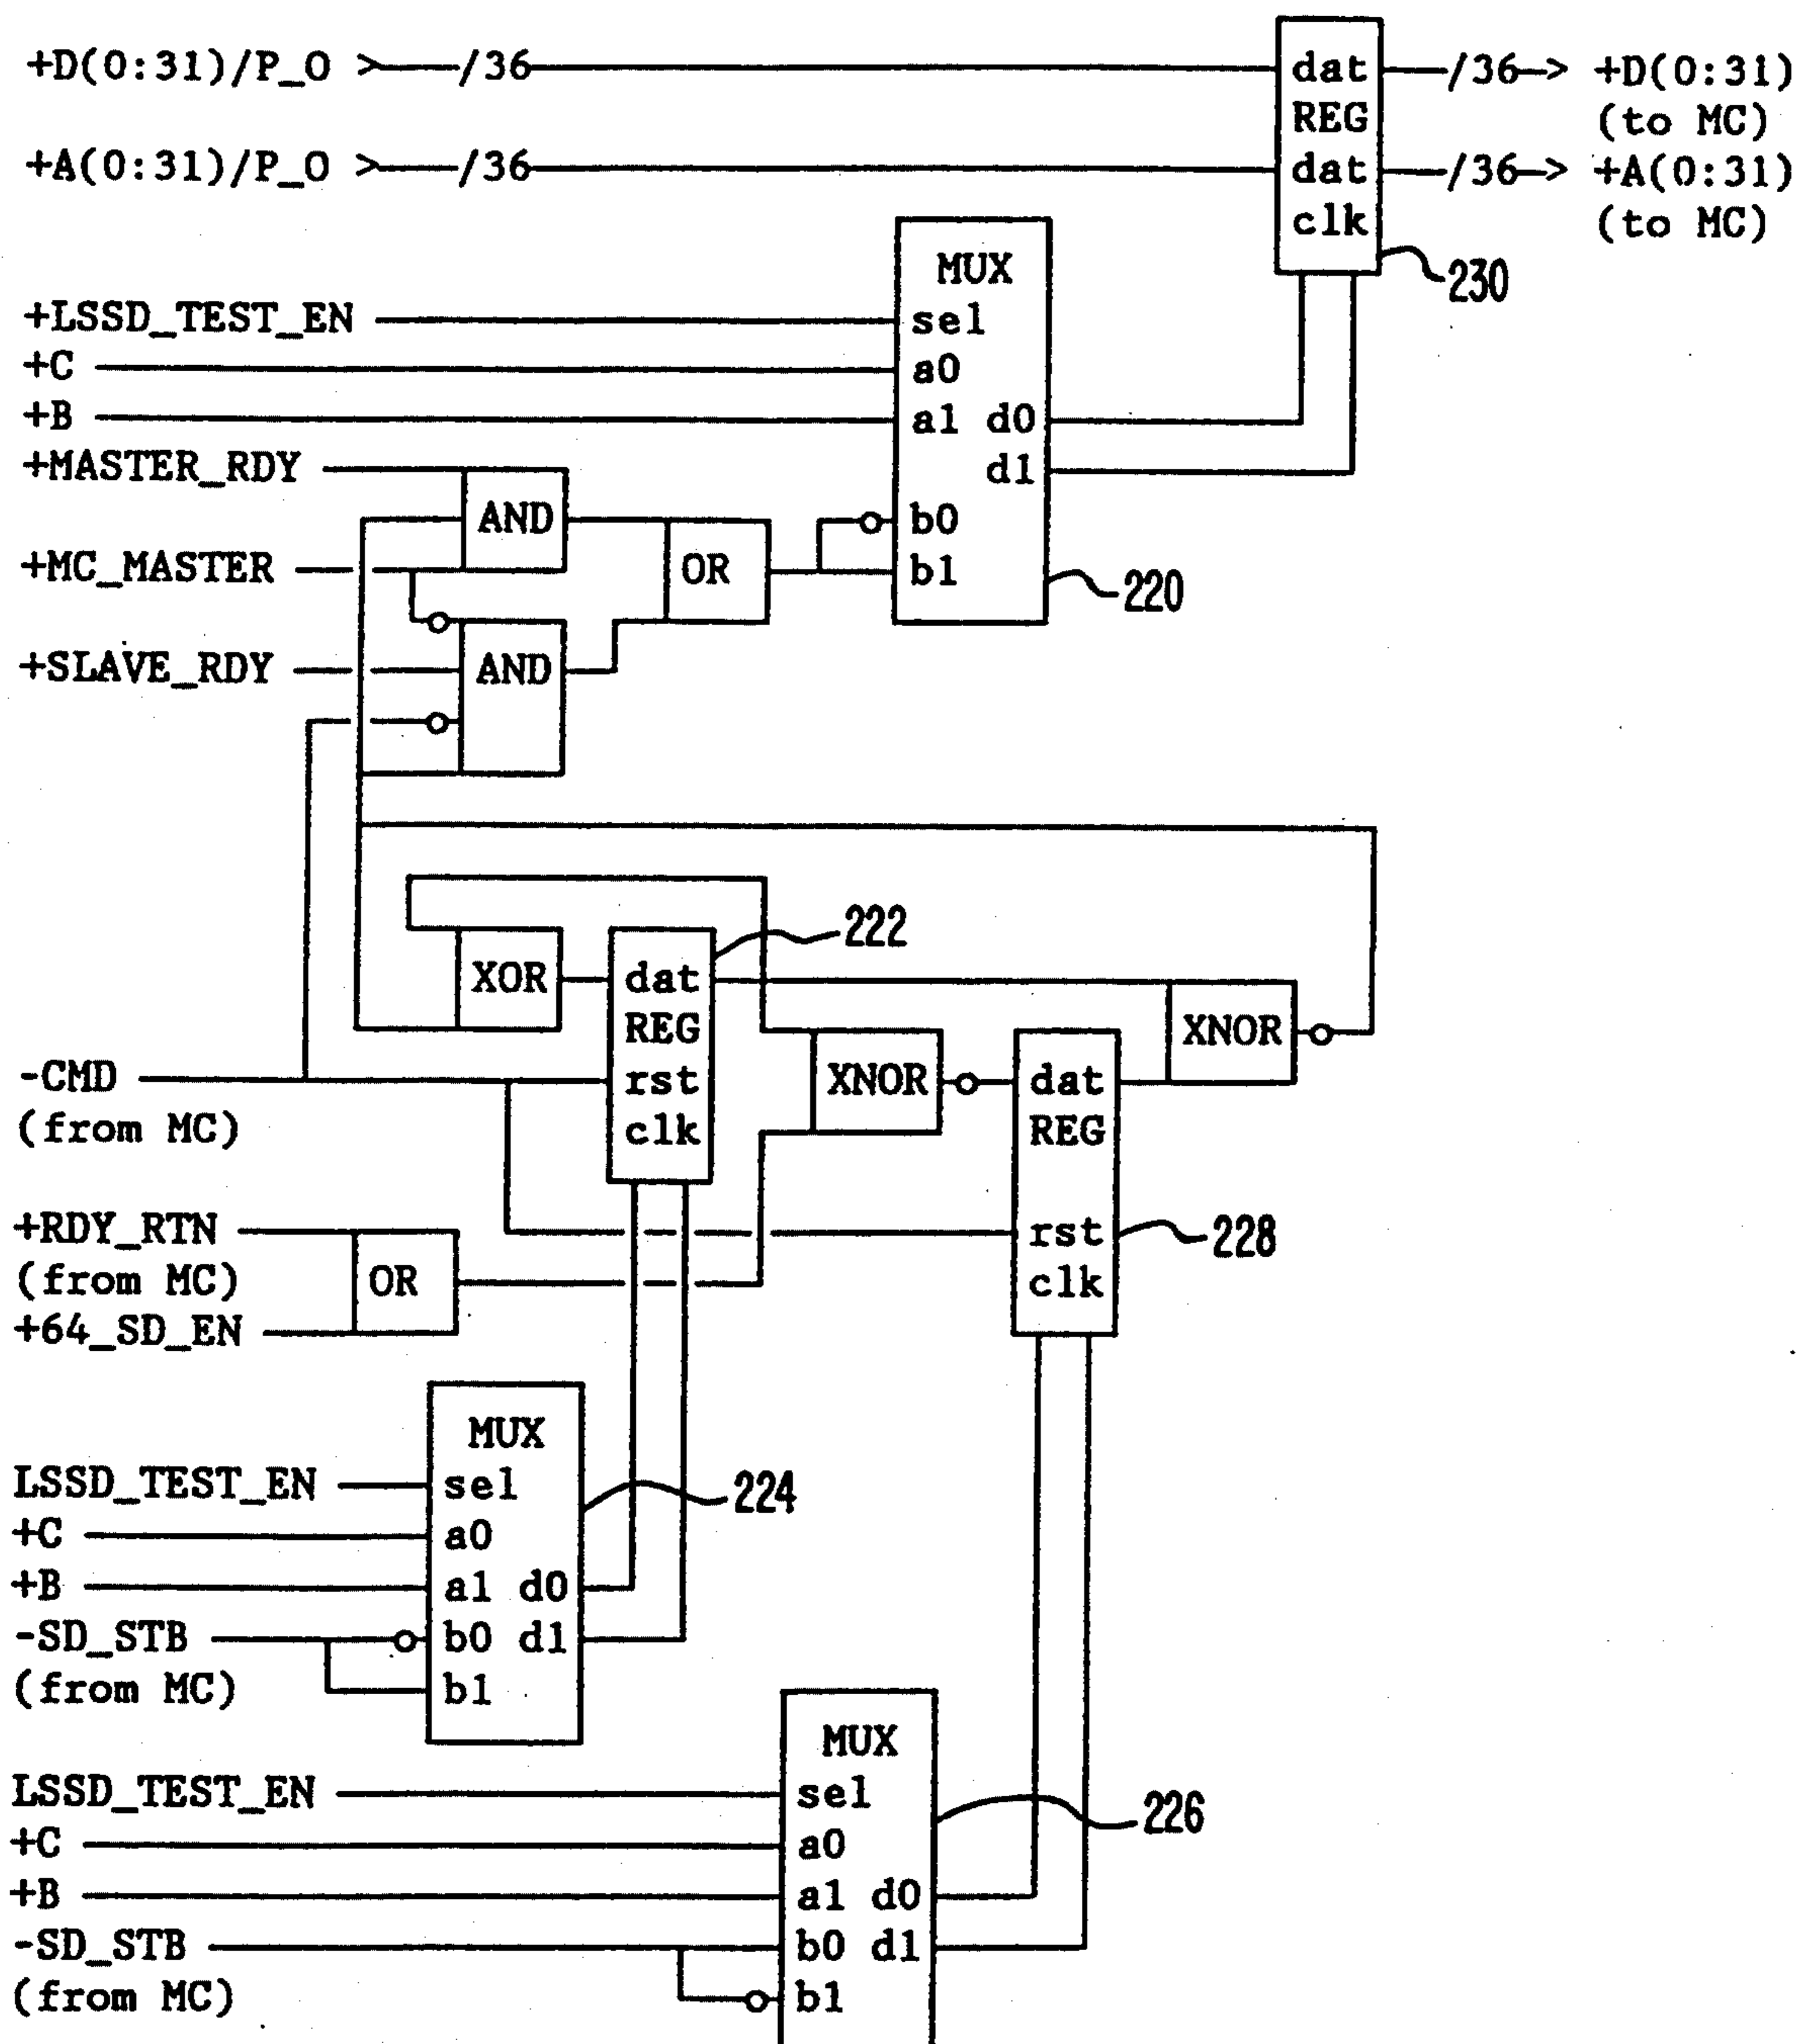 +D(0:31)/P_O >—/36 dat /36—> +D(0:31)
REG (to MC)
+A(0:31)/P_O >—/36 dat /36—> +A(0:31)
clk (to MC)
230
MUX
+LSSD_TEST_EN sel
+C a0
+B a1 d0
+MASTER_RDY d1
AND b0
+MC_MASTER OR b1
220
+SLAVE_RDY AND
222
XOR dat
REG XNOR
-CMD rst XNOR dat
(from MC) clk REG
+RDY_RTN rst 228
(from MC) OR clk
+64_SD_EN
MUX
LSSD_TEST_EN sel 224
+C a0
+B a1 d0
-SD_STB b0 d1
(from MC) b1
MUX
LSSD_TEST_EN sel 226
+C a0
+B a1 d0
-SD_STB b0 d1
(from MC) b1